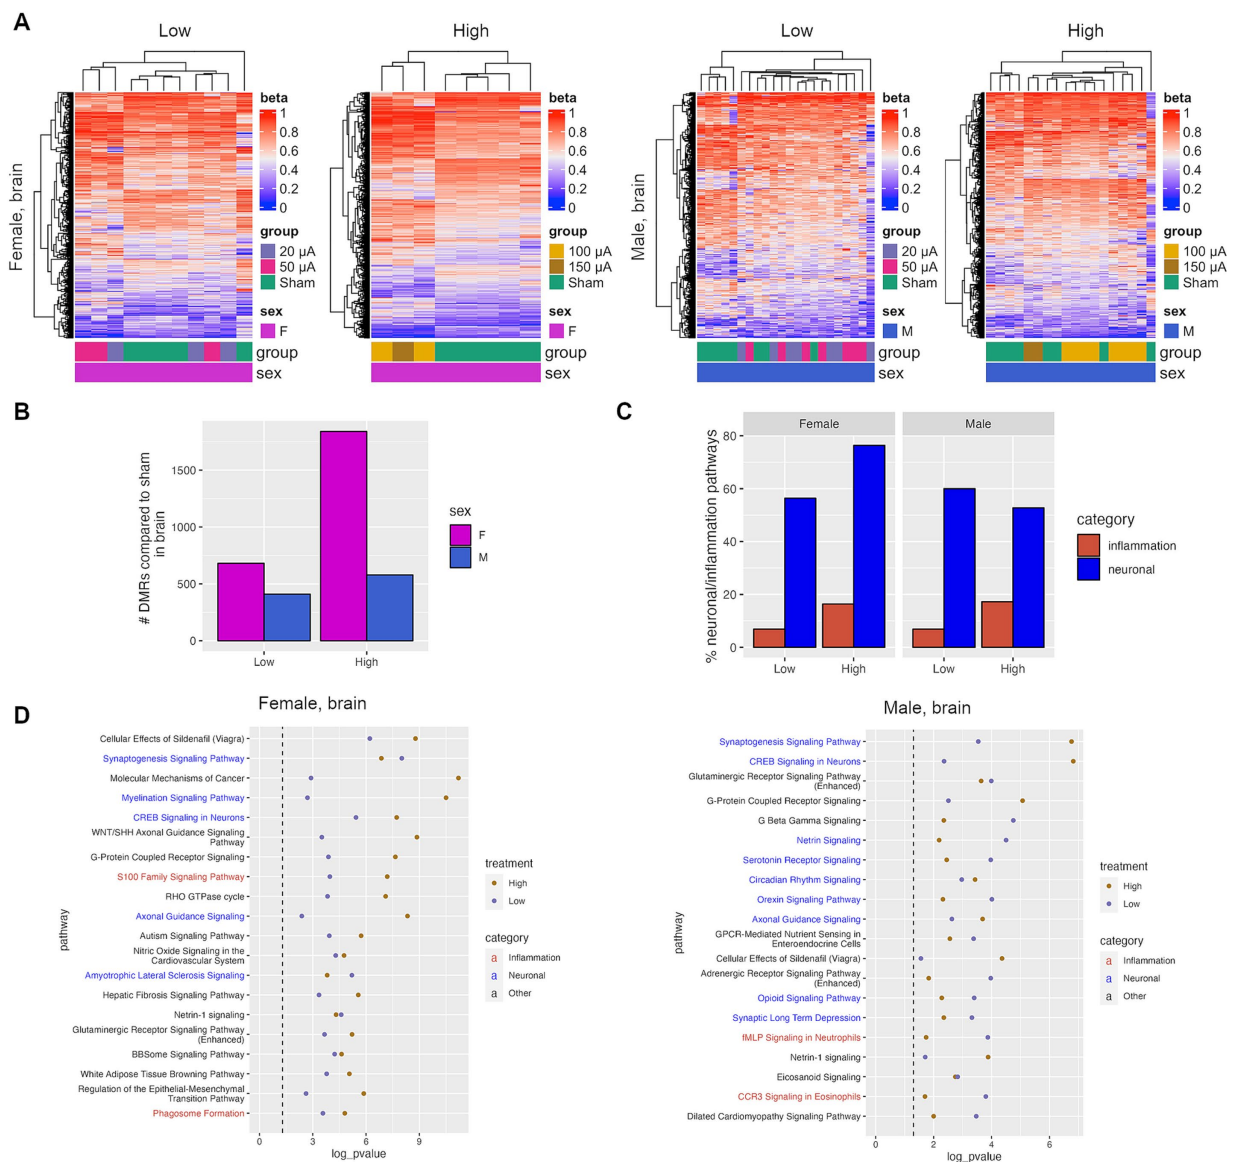 A
Low
High
Low
High
Female, brain
beta
1
0.8
0.6
0.4
0.2
0
group
20 µA
50 µA
Sham
sex
F
group
sex
beta
1
0.8
0.6
0.4
0.2
0
group
100 µA
150 µA
Sham
sex
F
group
sex
Male, brain
beta
1
0.8
0.6
0.4
0.2
0
group
20 µA
50 µA
Sham
sex
M
group
sex
beta
1
0.8
0.6
0.4
0.2
0
group
100 µA
150 µA
Sham
sex
M
group
sex
B
# DMRs compared to sham
in brain
1500
1000
500
0
Low
High
sex
F
M
C
% neuronal/inflammation pathways
Female
Male
80
60
40
20
0
Low
High
Low
High
category
inflammation
neuronal
D
Female, brain
pathway
Cellular Effects of Sildenafil (Viagra)
Synaptogenesis Signaling Pathway
Molecular Mechanisms of Cancer
Myelination Signaling Pathway
CREB Signaling in Neurons
WNT/SHH Axonal Guidance Signaling
Pathway
G-Protein Coupled Receptor Signaling
S100 Family Signaling Pathway
RHO GTPase cycle
Axonal Guidance Signaling
Autism Signaling Pathway
Nitric Oxide Signaling in the
Cardiovascular System
Amyotrophic Lateral Sclerosis Signaling
Hepatic Fibrosis Signaling Pathway
Netrin-1 signaling
Glutaminergic Receptor Signaling Pathway
(Enhanced)
BBSome Signaling Pathway
White Adipose Tissue Browning Pathway
Regulation of the Epithelial-Mesenchymal
Transition Pathway
Phagosome Formation
0
3
6
9
log_pvalue
treatment
High
Low
category
a Inflammation
a Neuronal
a Other
Male, brain
pathway
Synaptogenesis Signaling Pathway
CREB Signaling in Neurons
Glutaminergic Receptor Signaling Pathway
(Enhanced)
G-Protein Coupled Receptor Signaling
G Beta Gamma Signaling
Netrin Signaling
Serotonin Receptor Signaling
Circadian Rhythm Signaling
Orexin Signaling Pathway
Axonal Guidance Signaling
GPCR-Mediated Nutrient Sensing in
Enteroendocrine Cells
Cellular Effects of Sildenafil (Viagra)
Adrenergic Receptor Signaling Pathway
(Enhanced)
Opioid Signaling Pathway
Synaptic Long Term Depression
fMLP Signaling in Neutrophils
Netrin-1 signaling
Eicosanoid Signaling
CCR3 Signaling in Eosinophils
Dilated Cardiomyopathy Signaling Pathway
0
2
4
6
log_pvalue
treatment
High
Low
category
a Inflammation
a Neuronal
a Other